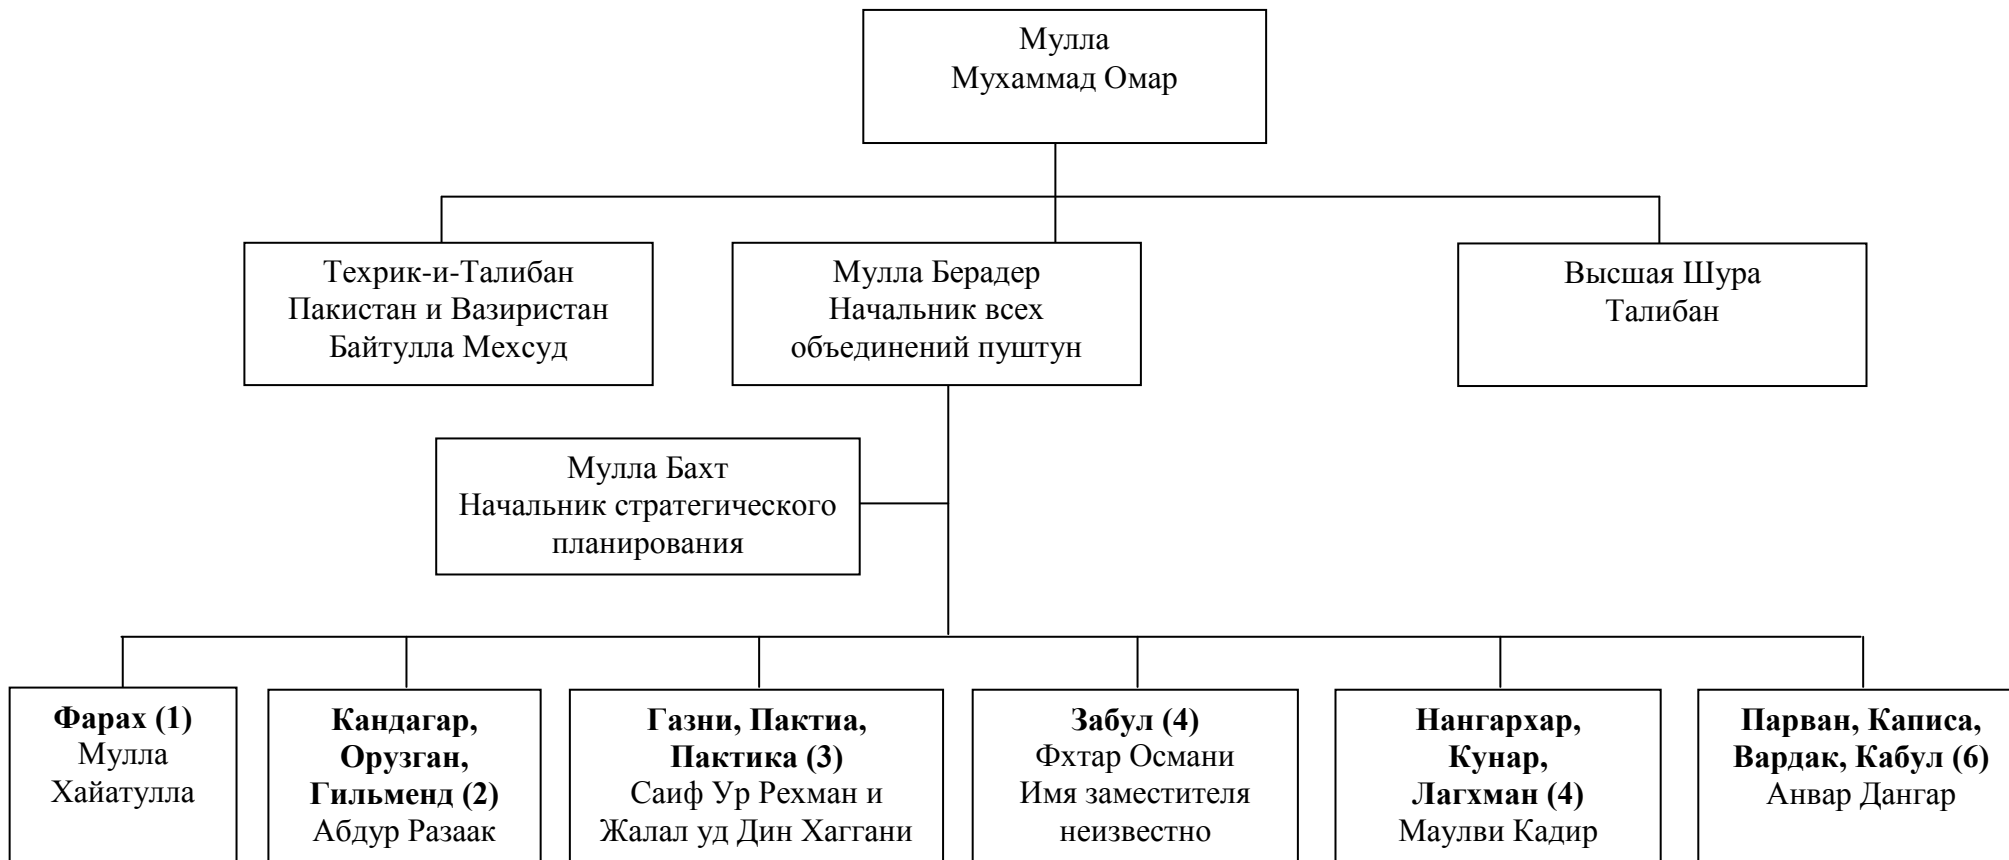 Мулла
Мухаммад Омар
Техрик-и-Талибан
Пакистан и Вазиристан
Байтулла Мехсуд
Мулла Берадер
Начальник всех
объединений пуштун
Высшая Шура
Талибан
Мулла Бахт
Начальник стратегического
планирования
Фарах (1)
Мулла
Хайатулла
Кандагар,
Орузган,
Гильменд (2)
Абдур Разаак
Газни, Пактиа,
Пактика (3)
Саиф Ур Рехман и
Жалал уд Дин Хаггани
Забул (4)
Фхтар Османи
Имя заместителя
неизвестно
Нангархар,
Кунар,
Лагхман (4)
Маулви Кадир
Парван, Каписа,
Вардак, Кабул (6)
Анвар Дангар